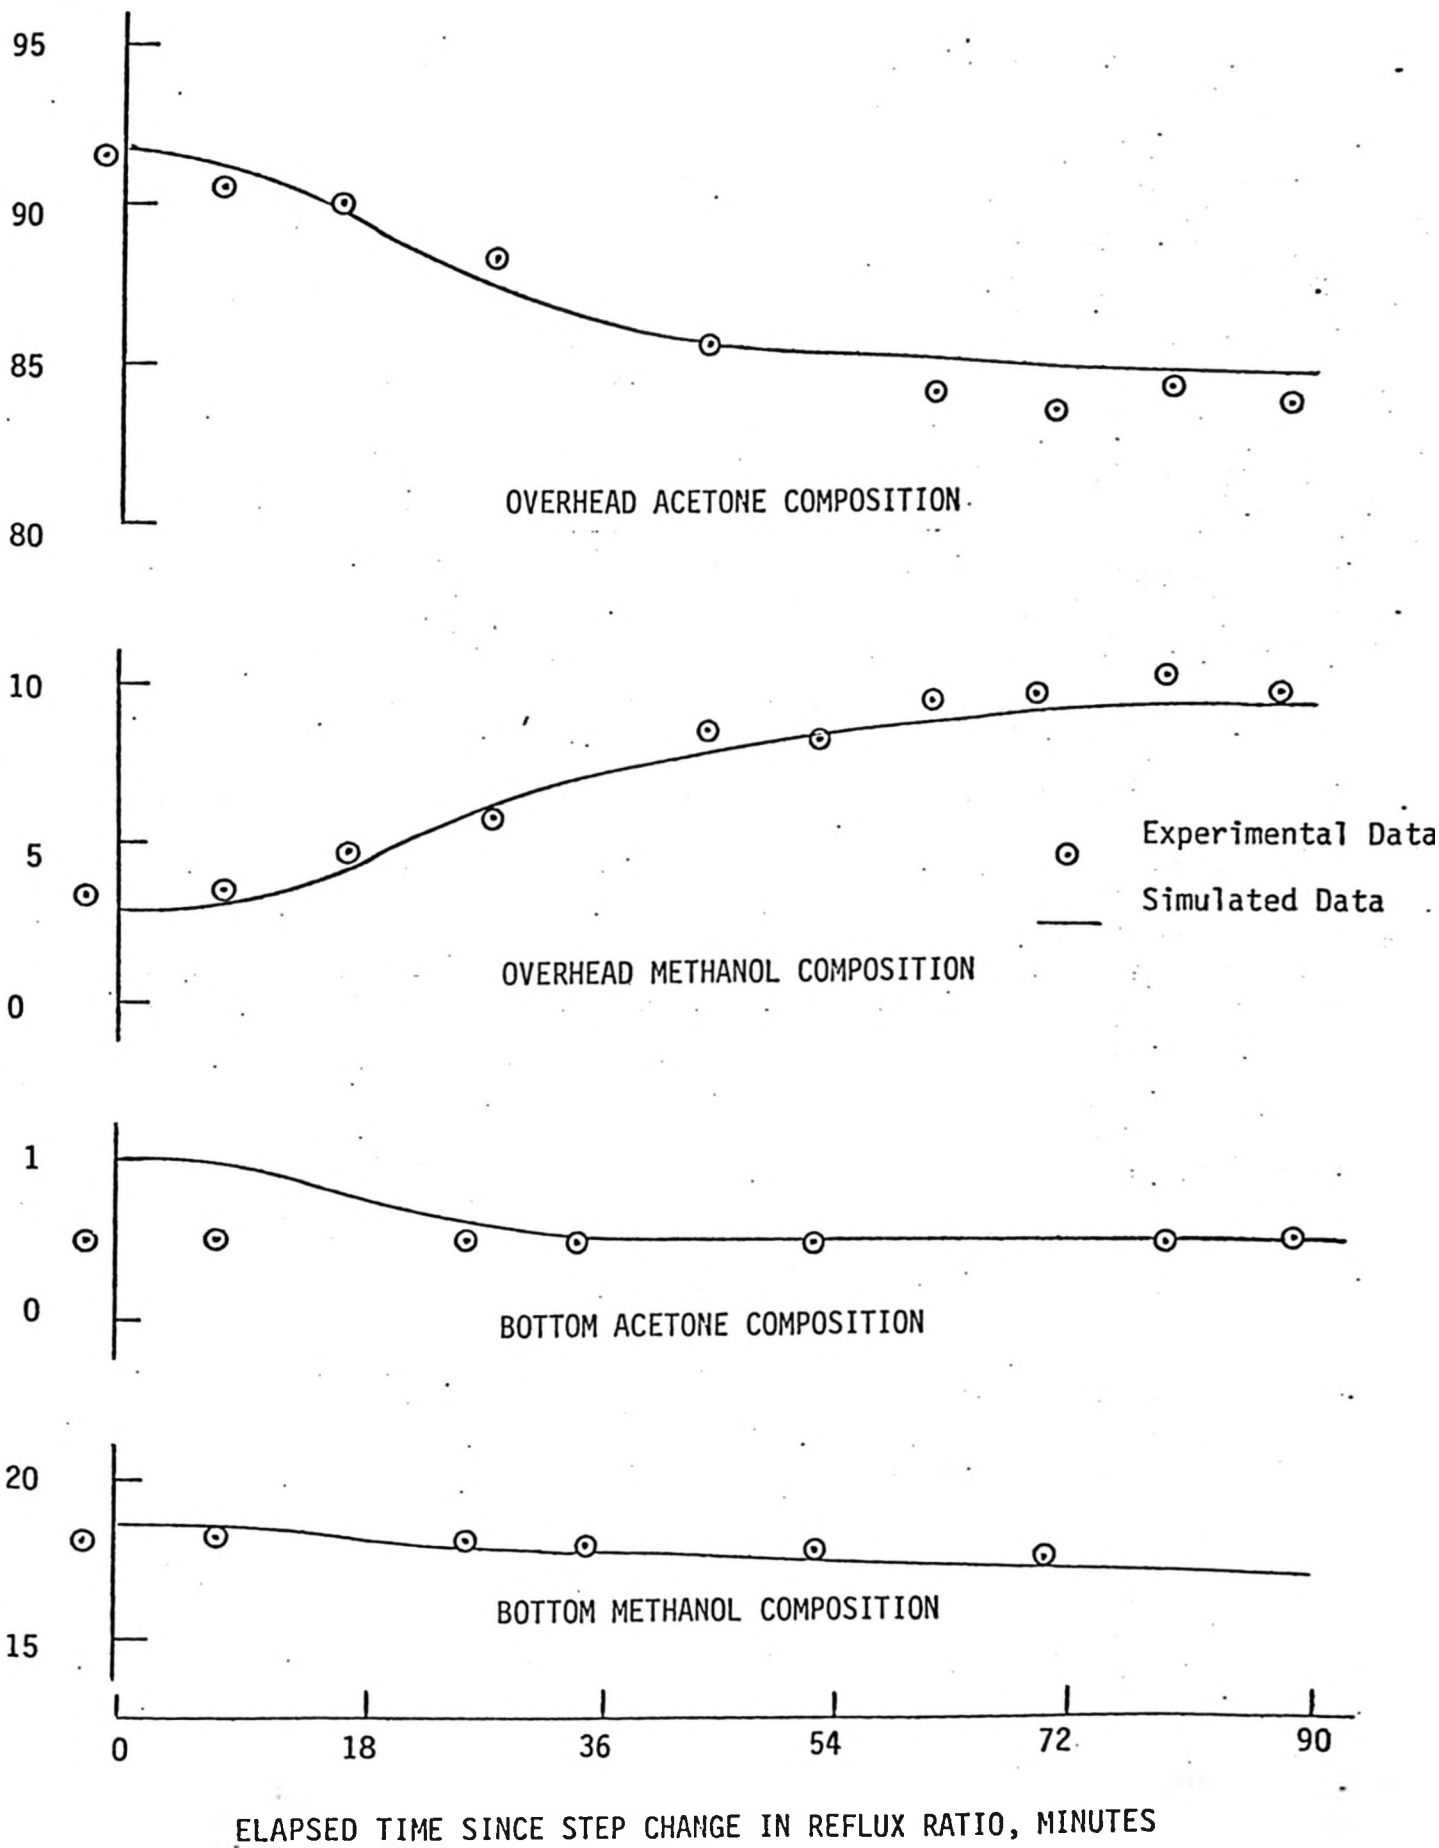 95
90
85
80
OVERHEAD ACETONE COMPOSITION
10
5
0
Experimental Data
Simulated Data
OVERHEAD METHANOL COMPOSITION
1
0
BOTTOM ACETONE COMPOSITION
20
15
BOTTOM METHANOL COMPOSITION
0 18 36 54 72 90
ELAPSED TIME SINCE STEP CHANGE IN REFLUX RATIO, MINUTES